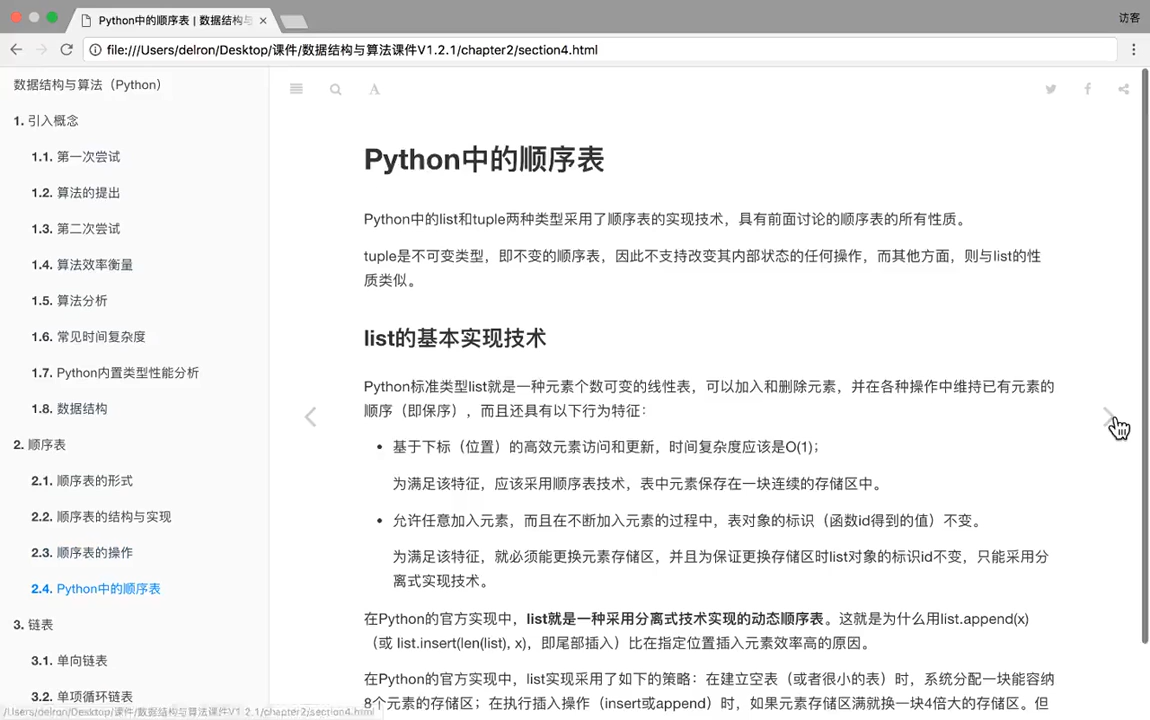 Python中的顺序表 | 数据结构与
访客
file:///Users/delron/Desktop/课件/数据结构与算法课件V1.2.1/chapter2/section4.html
数据结构与算法（Python）
1. 引入概念
1.1. 第一次尝试
1.2. 算法的提出
1.3. 第二次尝试
1.4. 算法效率衡量
1.5. 算法分析
1.6. 常见时间复杂度
1.7. Python内置类型性能分析
1.8. 数据结构
2. 顺序表
2.1. 顺序表的形式
2.2. 顺序表的结构与实现
2.3. 顺序表的操作
2.4. Python中的顺序表
3. 链表
3.1. 单向链表
3.2. 单项循环链表
/Users/delron/Desktop/课件/数据结构与算法课件V1.2.1/chapter2/section4.html
A
Python中的顺序表
Python中的list和tuple两种类型采用了顺序表的实现技术，具有前面讨论的顺序表的所有性质。
tuple是不可变类型，即不变的顺序表，因此不支持改变其内部状态的任何操作，而其他方面，则与list的性
质类似。
list的基本实现技术
Python标准类型list就是一种元素个数可变的线性表，可以加入和删除元素，并在各种操作中维持已有元素的
顺序（即保序），而且还具有以下行为特征：
• 基于下标（位置）的高效元素访问和更新，时间复杂度应该是O(1)；
为满足该特征，应该采用顺序表技术，表中元素保存在一块连续的存储区中。
• 允许任意加入元素，而且在不断加入元素的过程中，表对象的标识（函数id得到的值）不变。
为满足该特征，就必须能更换元素存储区，并且为保证更换存储区时list对象的标识id不变，只能采用分
离式实现技术。
在Python的官方实现中，list就是一种采用分离式技术实现的动态顺序表。这就是为什么用list.append(x)
（或 list.insert(len(list), x)，即尾部插入）比在指定位置插入元素效率高的原因。
在Python的官方实现中，list实现采用了如下的策略：在建立空表（或者很小的表）时，系统分配一块能容纳
8个元素的存储区；在执行插入操作（insert或append）时，如果元素存储区满就换一块4倍大的存储区。但